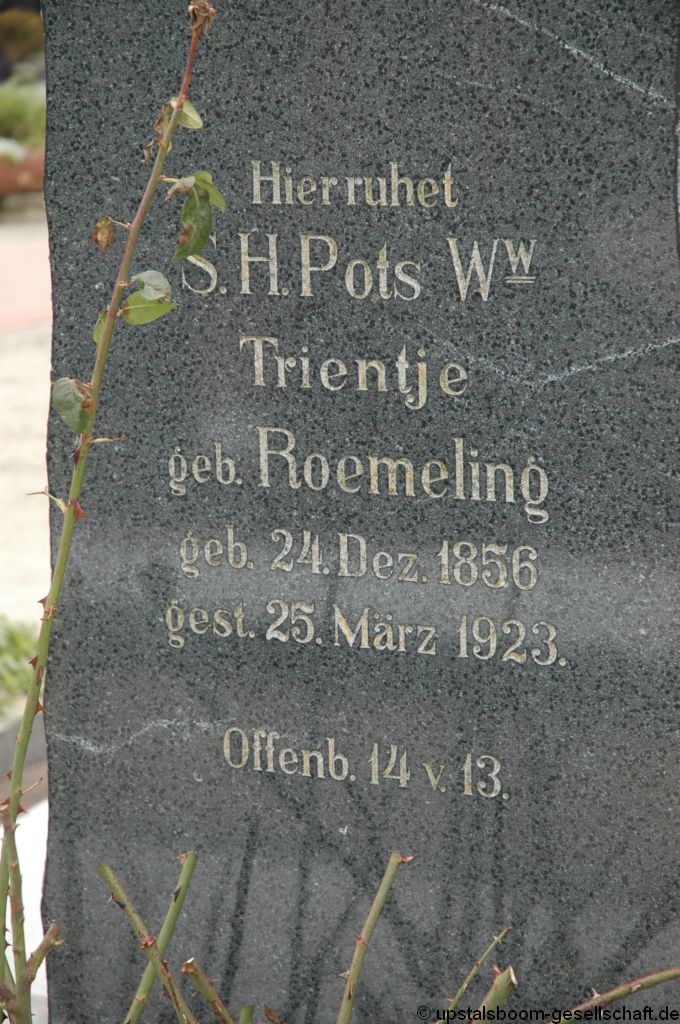 Hier ruhet
S. H. Pots Ww
Trientje
geb. Roemeling
geb. 24. Dez. 1856
gest. 25. März 1923.
Offenb. 14 v. 13.
© upstalsboom-gesellschaft.de